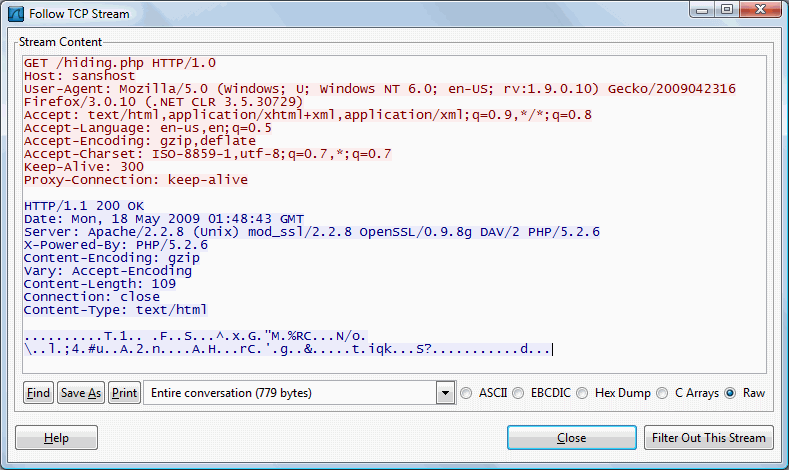 Follow TCP Stream
Stream Content
GET /hiding.php HTTP/1.0
Host: sanshost
User-Agent: Mozilla/5.0 (Windows; U; Windows NT 6.0; en-US; rv:1.9.0.10) Gecko/2009042316
Firefox/3.0.10 (.NET CLR 3.5.30729)
Accept: text/html,application/xhtml+xml,application/xml;q=0.9,*/*;q=0.8
Accept-Language: en-us,en;q=0.5
Accept-Encoding: gzip,deflate
Accept-Charset: ISO-8859-1,utf-8;q=0.7,*;q=0.7
Keep-Alive: 300
Proxy-Connection: keep-alive
HTTP/1.1 200 OK
Date: Mon, 18 May 2009 01:48:43 GMT
Server: Apache/2.2.8 (Unix) mod_ssl/2.2.8 OpenSSL/0.9.8g DAV/2 PHP/5.2.6
X-Powered-By: PHP/5.2.6
Content-Encoding: gzip
Vary: Accept-Encoding
Content-Length: 109
Connection: close
Content-Type: text/html
..........T.1.. .F..S...^.x.G."M.%RC...N/o.
\..l.;4.#u..A.2.n....A.H...rC.'.g..&.....t.iqk...S?...........d...
Find Save As Print Entire conversation (779 bytes) ASCII EBCDIC Hex Dump C Arrays Raw
Help Close Filter Out This Stream